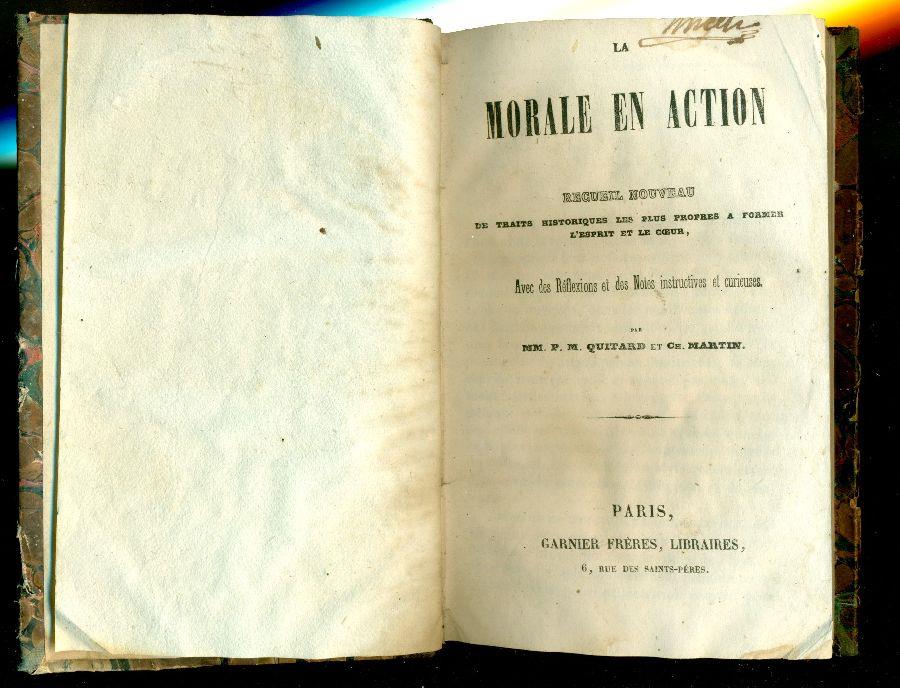 LA
MORALE EN ACTION
RECUEIL NOUVEAU
DE TRAITS HISTORIQUES LES PLUS PROPRES A FORMER
L'ESPRIT ET LE CŒUR,
Avec des Réflexions et des Notes instructives et curieuses.
PAR
MM. P. M. QUITARD ET CH. MARTIN.
PARIS,
GARNIER FRÈRES, LIBRAIRES,
6, RUE DES SAINTS-PÈRES.